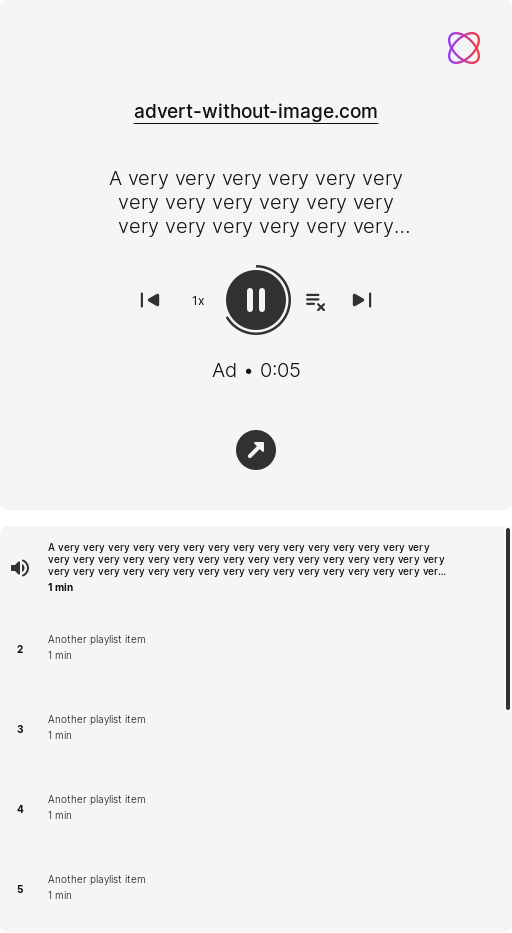 advert-without-image.com
A very very very very very very
very very very very very very
very very very very very very...
1x
Ad • 0:05
A very very very very very very very very very very very very very very very
very very very very very very very very very very very very very very very very
very very very very very very very very very very very very very very very ver...
1 min
2
Another playlist item
1 min
3
Another playlist item
1 min
4
Another playlist item
1 min
5
Another playlist item
1 min